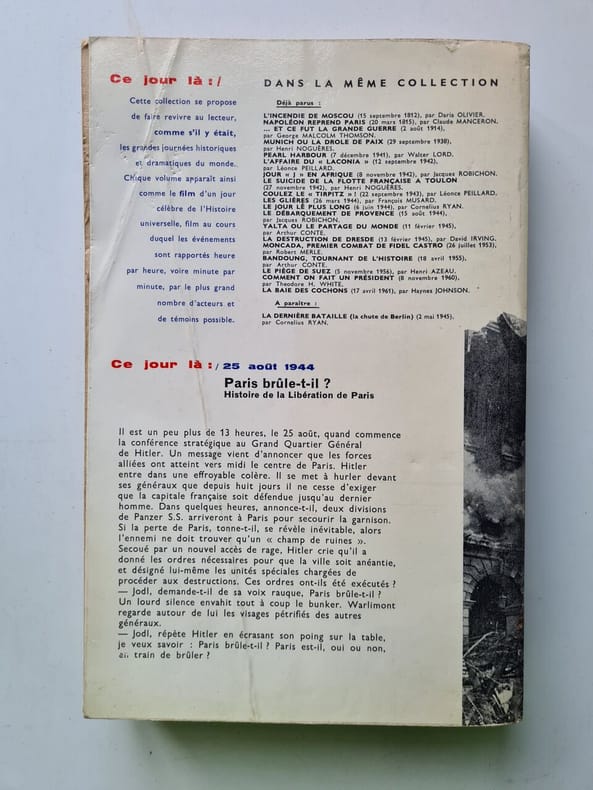 Ce jour là :/
Cette collection se propose
de faire revivre au lecteur,
comme s'il y était,
les grandes journées historiques
et dramatiques du monde.
Chaque volume apparaît ainsi
comme le film d'un jour
célèbre de l'Histoire
universelle, film au cours
duquel les événements
sont rapportés heure
par heure, voire minute par
minute, par le plus grand
nombre d'acteurs et
de témoins possible.
DANS LA MÊME COLLECTION
Déjà parus :
L'INCENDIE DE MOSCOU (15 septembre 1812), par Daria OLIVIER.
NAPOLÉON REPREND PARIS (20 mars 1815), par Claude MANCERON.
... ET CE FUT LA GRANDE GUERRE (2 août 1914),
par George MALCOLM THOMSON.
MUNICH OU LA DROLE DE PAIX (29 septembre 1938),
par Henri NOGUÈRES.
PEARL HARBOUR (7 décembre 1941), par Walter LORD.
L'AFFAIRE DU « LACONIA » (12 septembre 1942),
par Léonce PEILLARD.
JOUR « J » EN AFRIQUE (8 novembre 1942), par Jacques ROBICHON.
LE SUICIDE DE LA FLOTTE FRANÇAISE A TOULON
(27 novembre 1942), par Henri NOGUÈRES.
COULEZ LE « TIRPITZ » ! (22 septembre 1943), par Léonce PEILLARD.
LES GLIÈRES (26 mars 1944), par François MUSARD.
LE JOUR LE PLUS LONG (6 juin 1944), par Cornelius RYAN.
LE DÉBARQUEMENT DE PROVENCE (15 août 1944),
par Jacques ROBICHON.
YALTA OU LE PARTAGE DU MONDE (11 février 1945),
par Arthur CONTE.
LA DESTRUCTION DE DRESDE (13 février 1945), par David IRVING.
MONCADA, PREMIER COMBAT DE FIDEL CASTRO (26 juillet 1953),
par Robert MERLE.
BANDOUNG, TOURNANT DE L'HISTOIRE (18 avril 1955),
par Arthur CONTE.
LE PIÈGE DE SUEZ (5 novembre 1956), par Henri AZEAU.
COMMENT ON FAIT UN PRÉSIDENT (8 novembre 1960),
par Theodore H. WHITE.
LA BAIE DES COCHONS (17 avril 1961), par Haynes JOHNSON.
A paraître :
LA DERNIÈRE BATAILLE (la chute de Berlin) (2 mai 1945),
par Cornelius RYAN.
Ce jour là :/ 25 août 1944
Paris brûle-t-il ?
Histoire de la Libération de Paris
Il est un peu plus de 13 heures, le 25 août, quand commence
la conférence stratégique au Grand Quartier Général
de Hitler. Un message vient d'annoncer que les forces
alliées ont atteint vers midi le centre de Paris. Hitler
entre dans une effroyable colère. Il se met à hurler devant
ses généraux que depuis huit jours il ne cesse d'exiger
que la capitale française soit défendue jusqu'au dernier
homme. Dans quelques heures, annonce-t-il, deux divisions
de Panzer S.S. arriveront à Paris pour secourir la garnison.
Si la perte de Paris, tonne-t-il, se révèle inévitable, alors
l'ennemi ne doit trouver qu'un « champ de ruines ».
Secoué par un nouvel accès de rage, Hitler crie qu'il a
donné les ordres nécessaires pour que la ville soit anéantie,
et désigné lui-même les unités spéciales chargées de
procéder aux destructions. Ces ordres ont-ils été exécutés ?
— Jodl, demande-t-il de sa voix rauque, Paris brûle-t-il ?
Un lourd silence envahit tout à coup le bunker. Warlimont
regarde autour de lui les visages pétrifiés des autres
généraux.
— Jodl, répète Hitler en écrasant son poing sur la table,
je veux savoir : Paris brûle-t-il ? Paris est-il, oui ou non,
en train de brûler ?